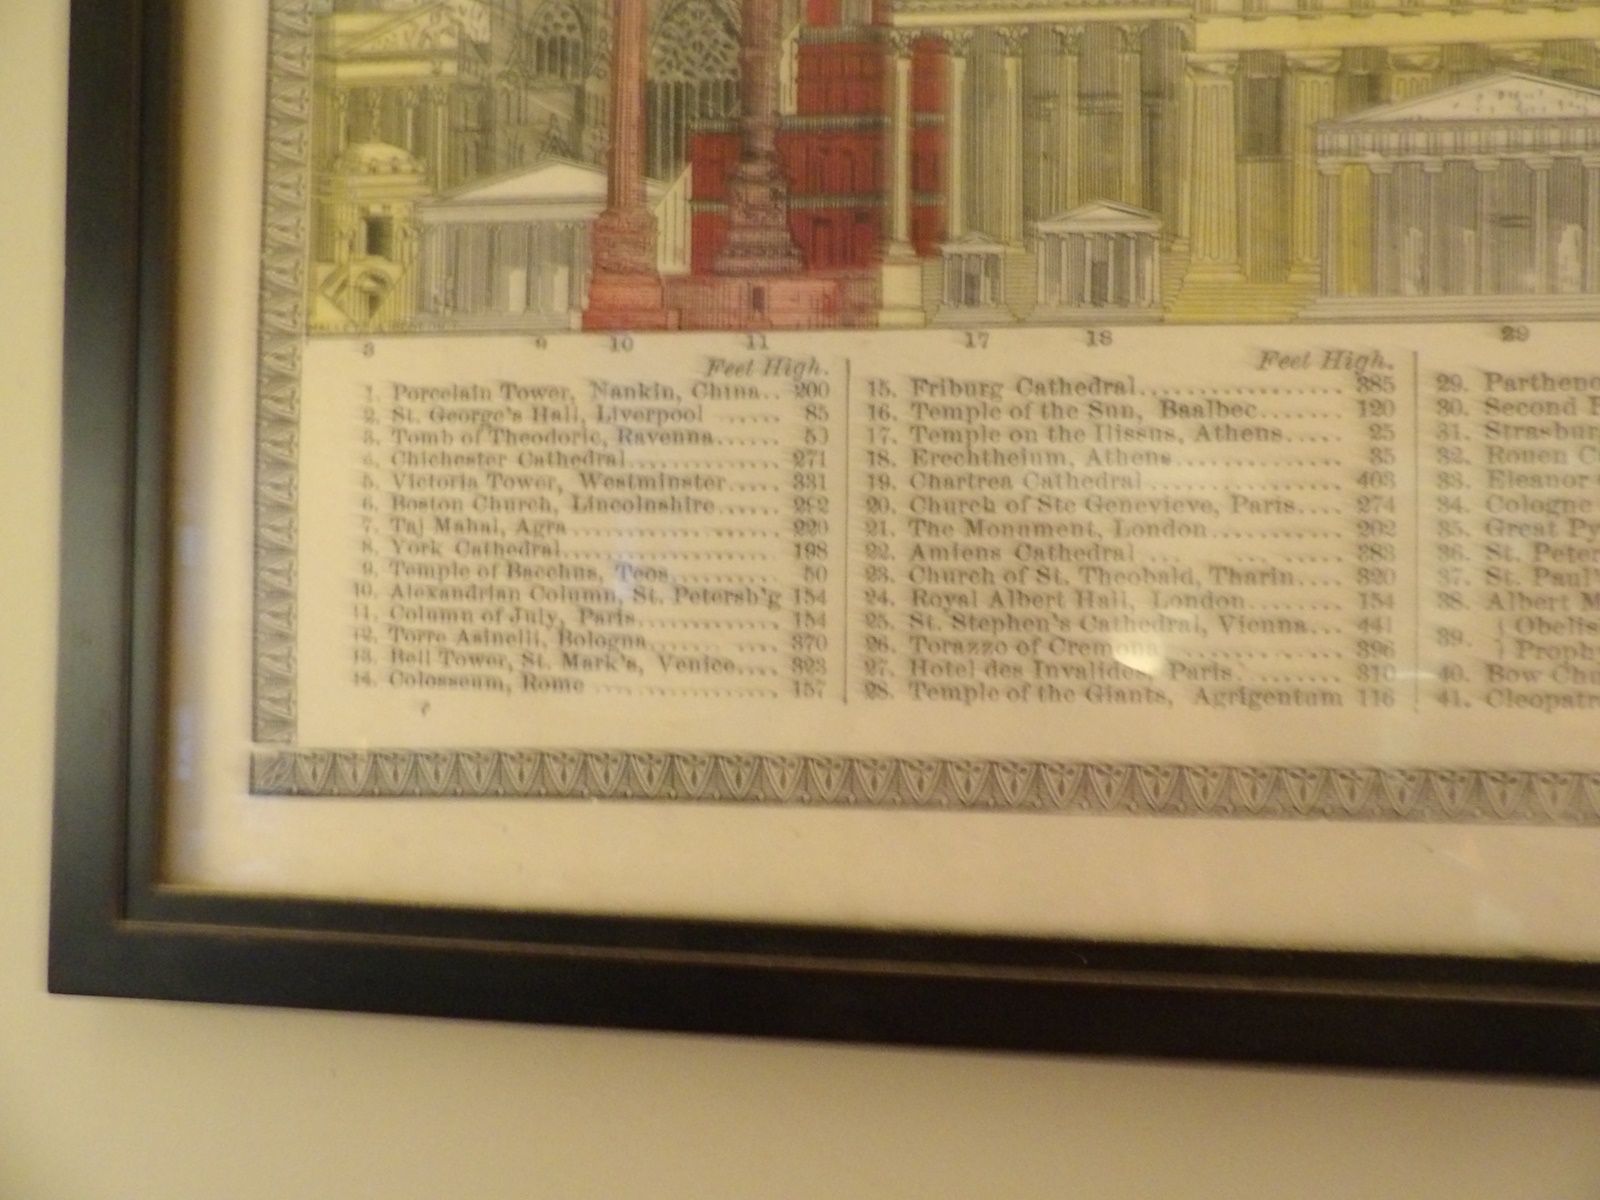 3 9 10 11 17 18 29
Feet High.
1. Porcelain Tower, Nankin, China.. 200
2. St. George's Hall, Liverpool ...... 85
3. Tomb of Theodoric, Ravenna...... 50
4. Chichester Cathedral.............. 271
5. Victoria Tower, Westminster..... 331
6. Boston Church, Lincolnshire...... 282
7. Taj Mahal, Agra .................. 220
8. York Cathedral.................... 198
9. Temple of Bacchus, Teos.......... 50
10. Alexandrian Column, St. Petersb'g 154
11. Column of July, Paris............. 154
12. Torre Asinelli, Bologna....... .... 370
13. Bell Tower, St. Mark's, Venice.... 323
14. Colosseum, Rome ................ 157
Feet High.
15. Friburg Cathedral................. 385
16. Temple of the Sun, Baalbec....... 120
17. Temple on the Ilissus, Athens..... 25
18. Erechtheium, Athens.............. 35
19. Chartres Cathedral................ 403
20. Church of Ste Genevieve, Paris.... 274
21. The Monument, London.......... 202
22. Amiens Cathedral ... ............ 383
23. Church of St. Theobald, Tharin.... 320
24. Royal Albert Hall, London........ 154
25. St. Stephen's Cathedral, Vienna... 441
26. Torazzo of Cremona 396
27. Hotel des Invalides, Paris. ........ 310
28. Temple of the Giants, Agrigentum 116
29. Partheno
30. Second
31. Strasbur
32. Rouen C
33. Eleanor
34. Cologne
35. Great Py
36. St. Peter
37. St. Paul'
38. Albert M
39. { Obelis
} Prophy
40. Bow Chu
41. Cleopatr